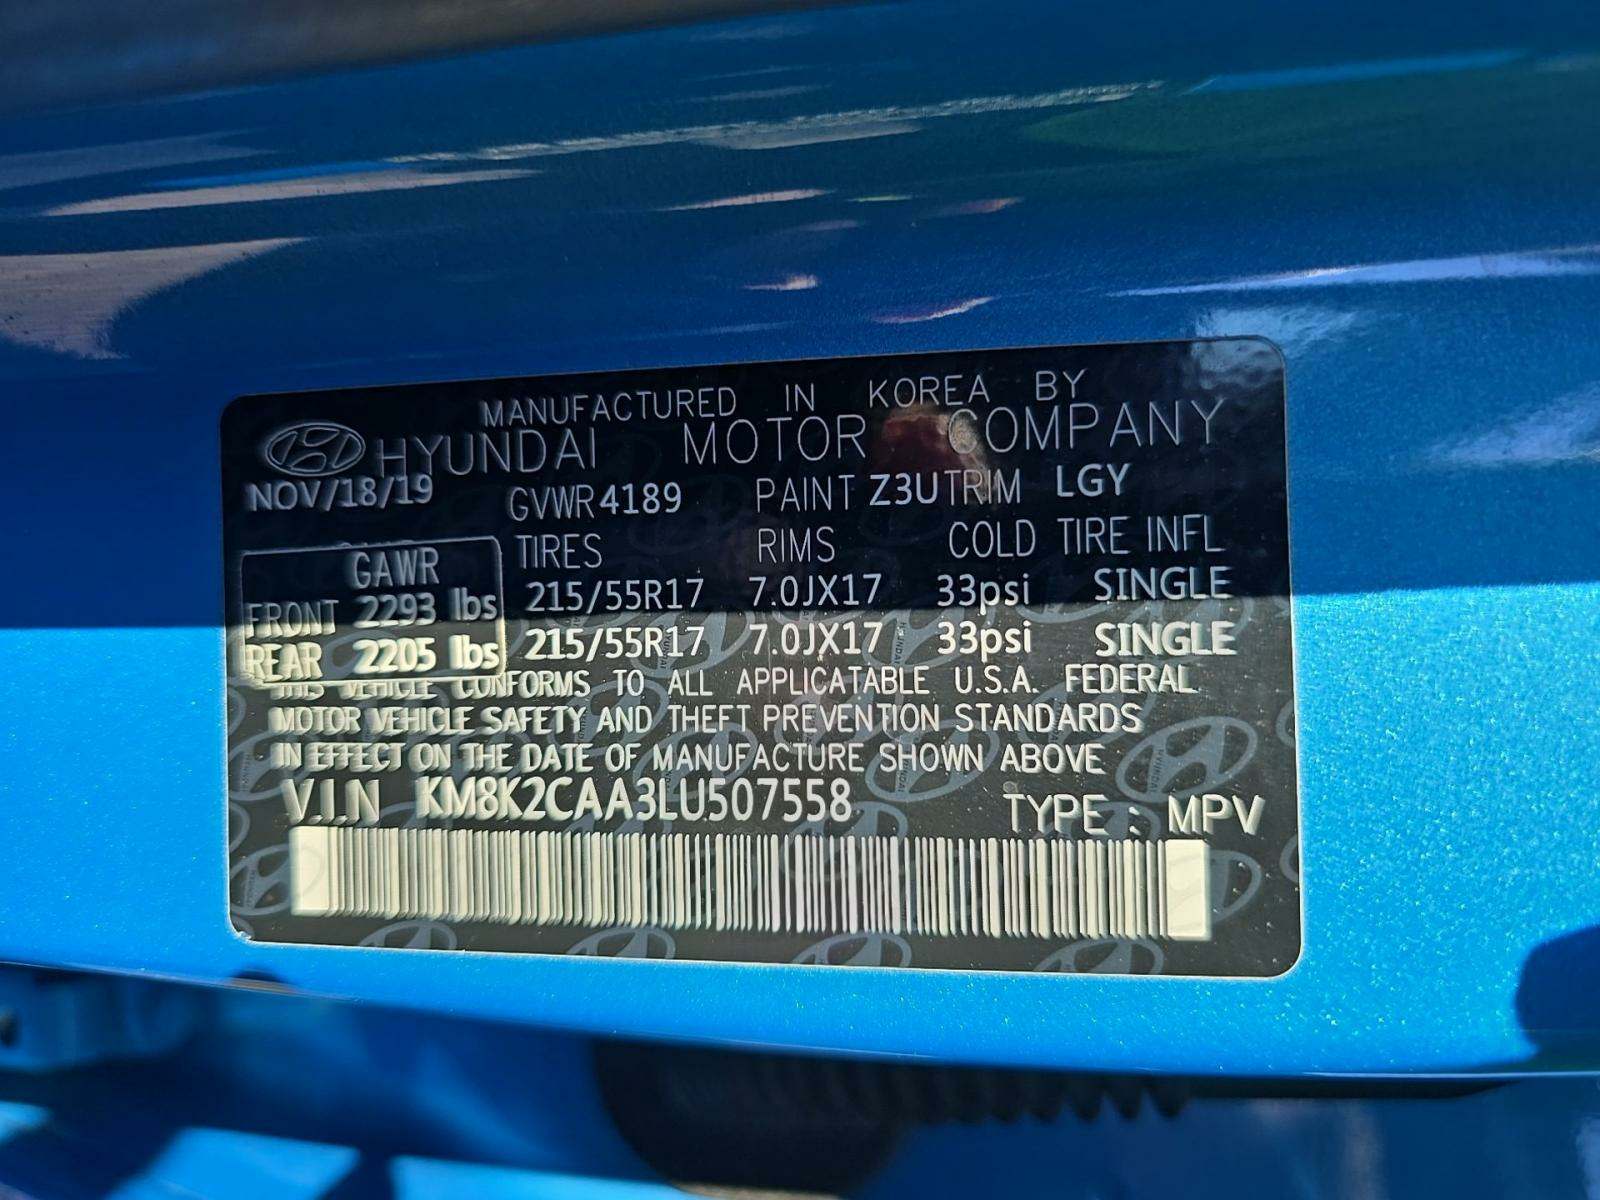 MANUFACTURED IN KOREA BY
HYUNDAI MOTOR COMPANY
NOV/18/19 GVWR 4189 PAINT Z3U TRIM LGY
GAWR TIRES RIMS COLD TIRE INFL
FRONT 2293 lbs 215/55R17 7.0JX17 33psi SINGLE
REAR 2205 lbs 215/55R17 7.0JX17 33psi SINGLE
THIS VEHICLE CONFORMS TO ALL APPLICATABLE U.S.A. FEDERAL
MOTOR VEHICLE SAFETY AND THEFT PREVENTION STANDARDS
IN EFFECT ON THE DATE OF MANUFACTURE SHOWN ABOVE
V.I.N KM8K2CAA3LU507558 TYPE : MPV